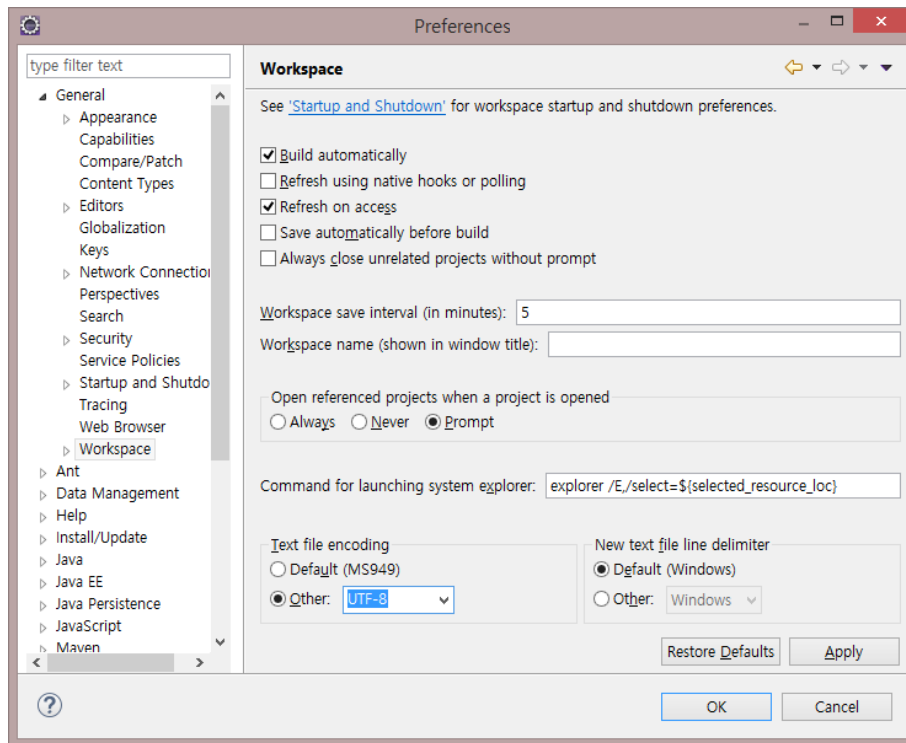 Preferences
type filter text
General
Appearance
Capabilities
Compare/Patch
Content Types
Editors
Globalization
Keys
Network Connection
Perspectives
Search
Security
Service Policies
Startup and Shutdo
Tracing
Web Browser
Workspace
Ant
Data Management
Help
Install/Update
Java
Java EE
Java Persistence
JavaScript
Maven
Workspace
See 'Startup and Shutdown' for workspace startup and shutdown preferences.
Build automatically
Refresh using native hooks or polling
Refresh on access
Save automatically before build
Always close unrelated projects without prompt
Workspace save interval (in minutes): 5
Workspace name (shown in window title):
Open referenced projects when a project is opened
Always Never Prompt
Command for launching system explorer: explorer /E,/select=${selected_resource_loc}
Text file encoding
Default (MS949)
Other: UTF-8
New text file line delimiter
Default (Windows)
Other: Windows
Restore Defaults Apply
OK Cancel